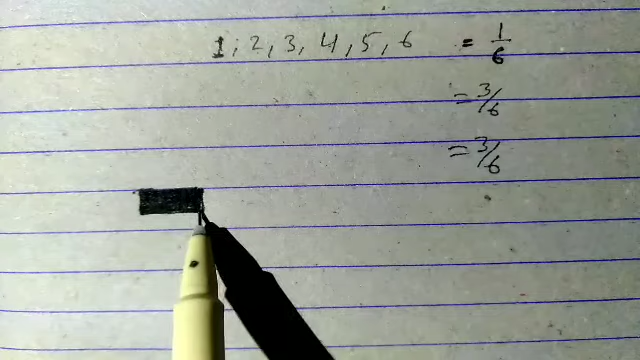 1, 2, 3, 4, 5, 6 = 1/6
= 3/6
= 3/6